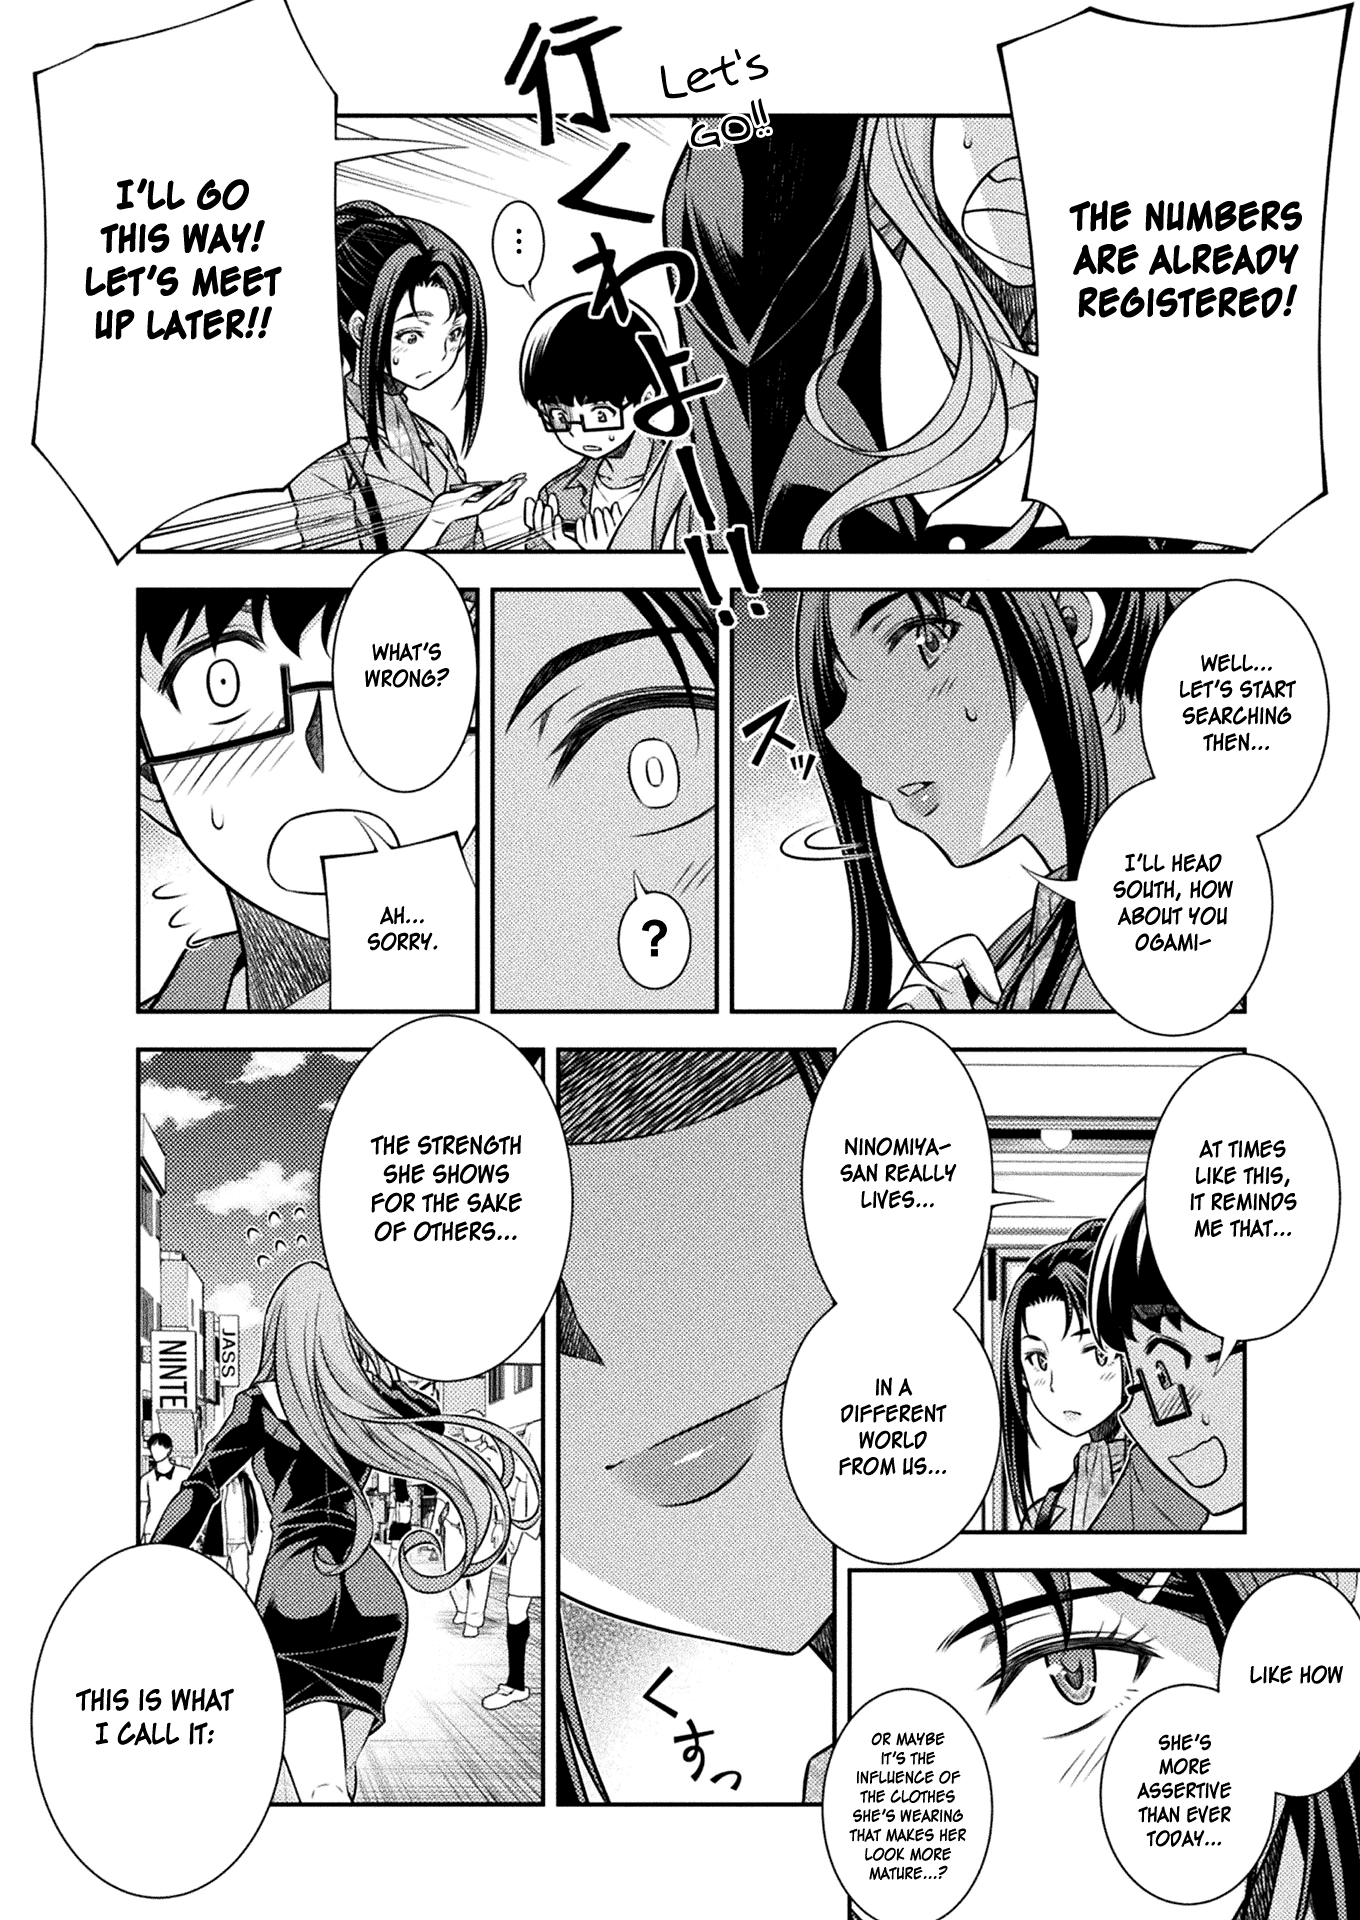 THE NUMBERS
ARE ALREADY
REGISTERED!
行くわよー!!
Let's
GO!!
...
I'LL GO
THIS WAY!
LET'S MEET
UP LATER!!
WELL...
LET'S START
SEARCHING
THEN...
I'LL HEAD
SOUTH, HOW
ABOUT YOU
OGAMI-
スッ
?
WHAT'S
WRONG?
AH...
SORRY.
AT TIMES
LIKE THIS,
IT REMINDS
ME THAT...
NINOMIYA-
SAN REALLY
LIVES...
IN A
DIFFERENT
WORLD
FROM US...
LIKE HOW
SHE'S
MORE
ASSERTIVE
THAN EVER
TODAY...
OR MAYBE
IT'S THE
INFLUENCE OF
THE CLOTHES
SHE'S WEARING
THAT MAKES HER
LOOK MORE
MATURE...?
くすっ
THE STRENGTH
SHE SHOWS
FOR THE SAKE
OF OTHERS...
JASS
NINTE
THIS IS WHAT
I CALL IT: